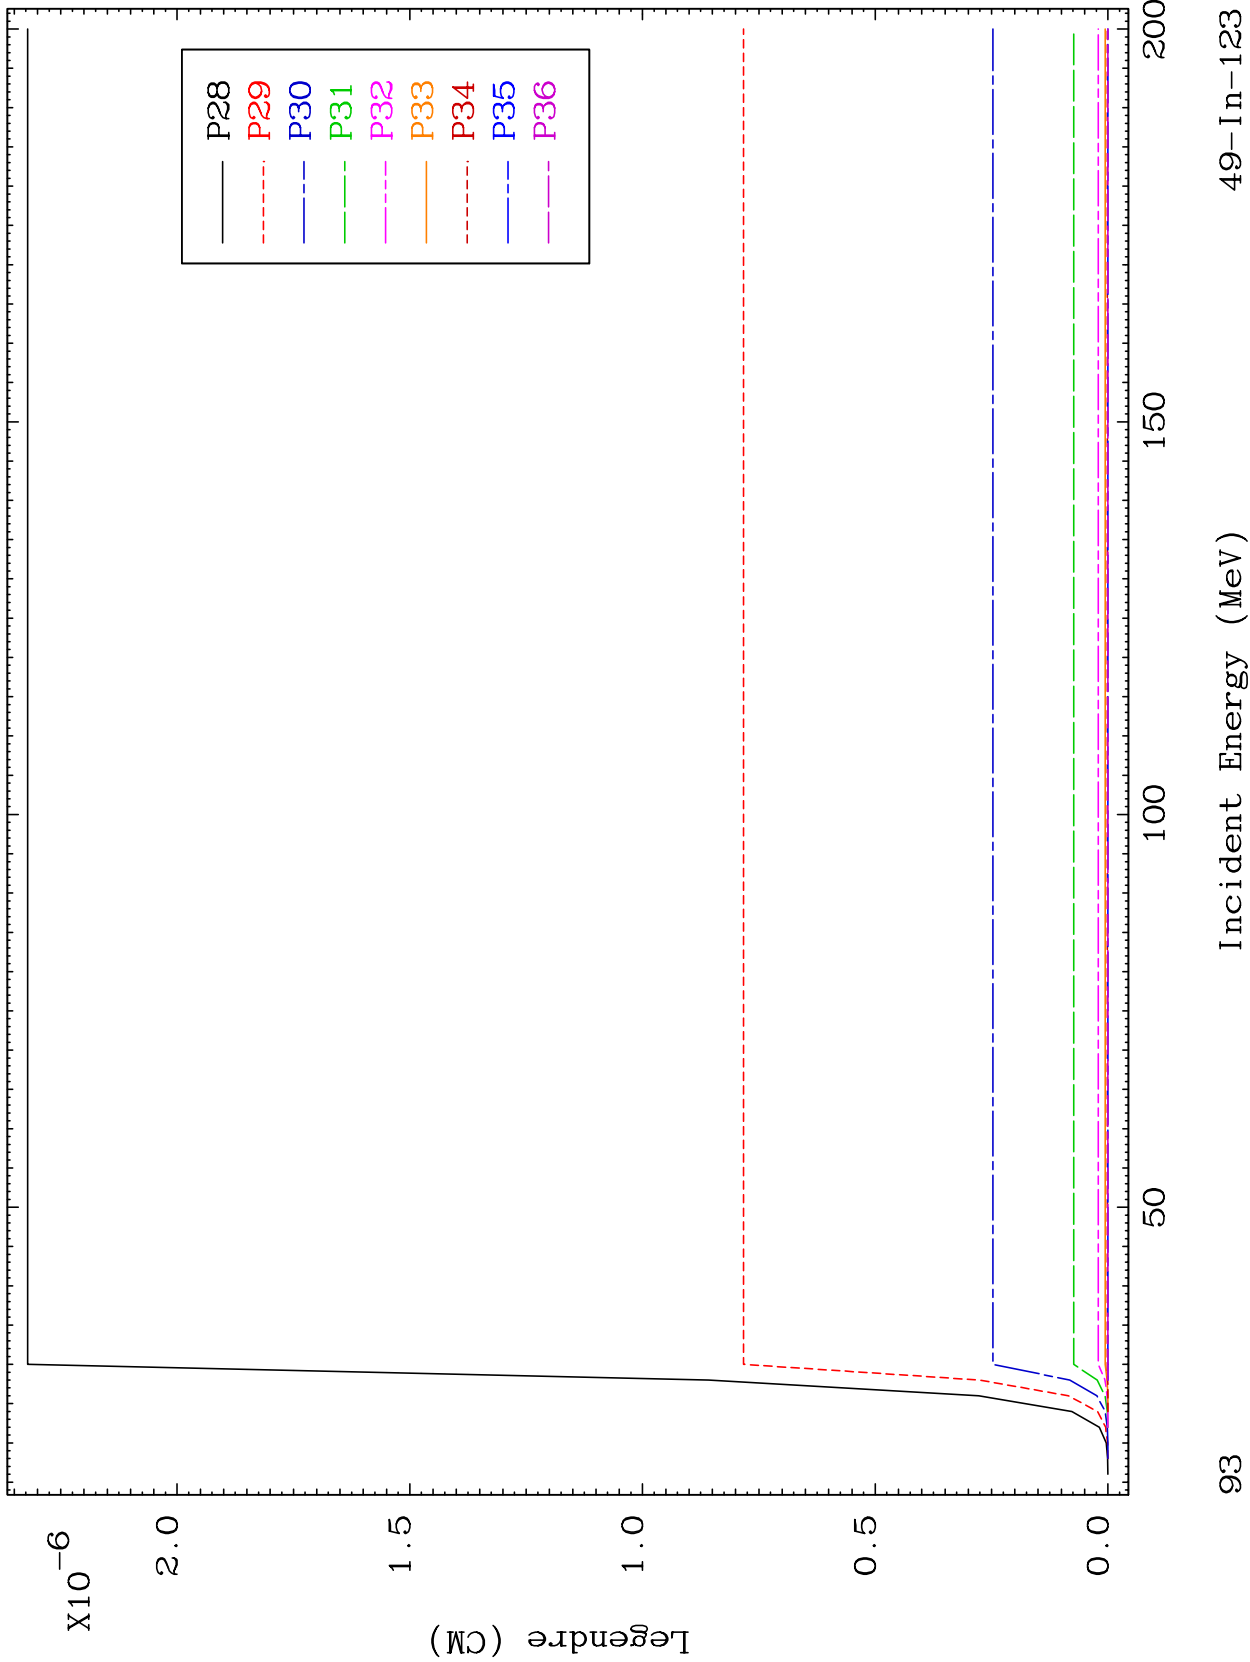 X10-6
2.0
1.5
1.0
0.5
0.0
Legendre (CM)
P28
P29
P30
P31
P32
P33
P34
P35
P36
50
100
150
200
93
Incident Energy (MeV)
49-In-123